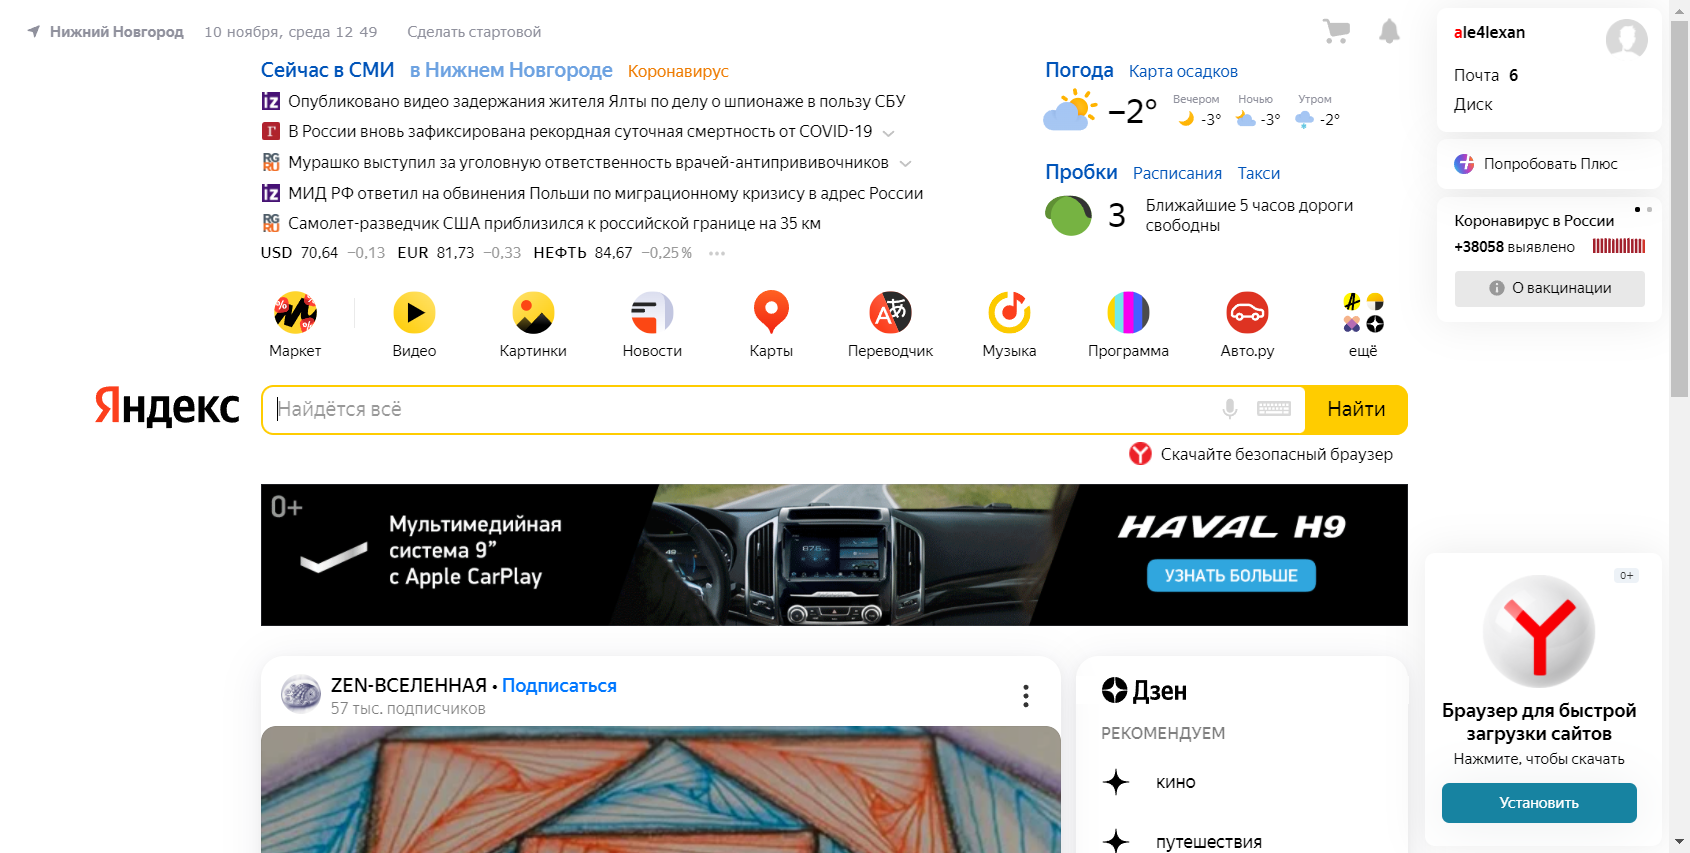 Нижний Новгород 10 ноября, среда 12 49 Сделать стартовой
Сейчас в СМИ в Нижнем Новгороде Коронавирус
Опубликовано видео задержания жителя Ялты по делу о шпионаже в пользу СБУ
В России вновь зафиксирована рекордная суточная смертность от COVID-19
Мурашко выступил за уголовную ответственность врачей-антипрививочников
МИД РФ ответил на обвинения Польши по миграционному кризису в адрес России
Самолет-разведчик США приблизился к российской границе на 35 км
USD 70,64 −0,13 EUR 81,73 −0,33 НЕФТЬ 84,67 −0,25%
Погода Карта осадков
−2° Вечером -3° Ночью -3° Утром -2°
Пробки Расписания Такси
3 Ближайшие 5 часов дороги
свободны
ale4lexan
Почта 6
Диск
Попробовать Плюс
Коронавирус в России
+38058 выявлено
О вакцинации
Маркет Видео Картинки Новости Карты Переводчик Музыка Программа Авто.ру ещё
Яндекс Найдётся всё Найти
Скачайте безопасный браузер
0+
Мультимедийная
система 9”
с Apple CarPlay
HAVAL H9
УЗНАТЬ БОЛЬШЕ
ZEN-ВСЕЛЕННАЯ • Подписаться
57 тыс. подписчиков
Дзен
РЕКОМЕНДУЕМ
кино
путешествия
0+
Браузер для быстрой
загрузки сайтов
Нажмите, чтобы скачать
Установить